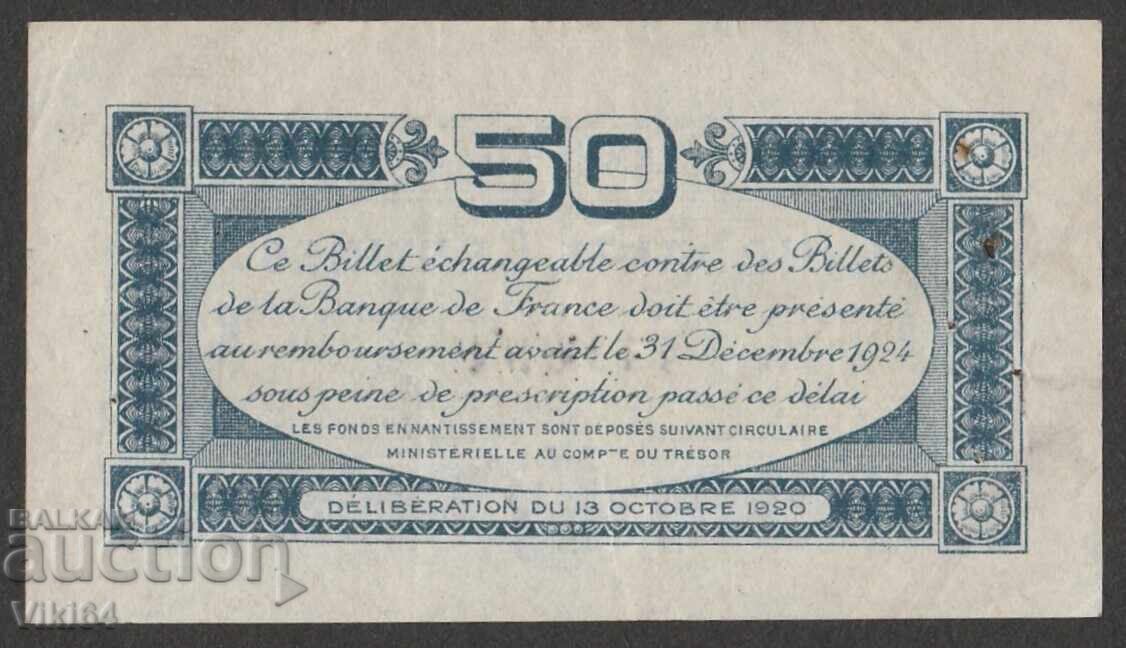 50
Ce Billet échangeable contre des Billets
de la Banque de France doit être présenté
au remboursement avant le 31 Décembre 1924
sous peine de prescription passé ce délai
LES FONDS EN NANTISSEMENT SONT DÉPOSÉS SUIVANT CIRCULAIRE
MINISTÉRIELLE AU COMPTE DU TRÉSOR
DÉLIBÉRATION DU 13 OCTOBRE 1920
BALKAN
auction
Viki64